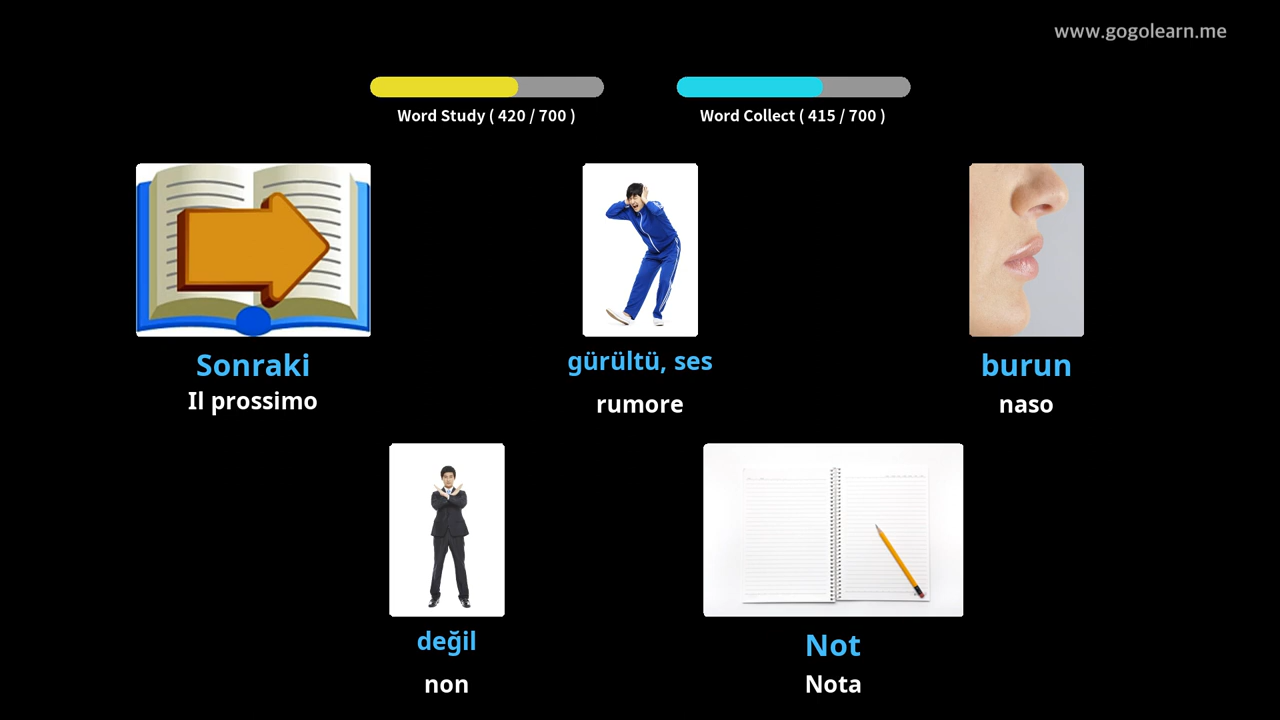 www.gogolearn.me
Word Study ( 420 / 700 )
Word Collect ( 415 / 700 )
Sonraki
Il prossimo
gürültü, ses
rumore
burun
naso
değil
non
Not
Nota